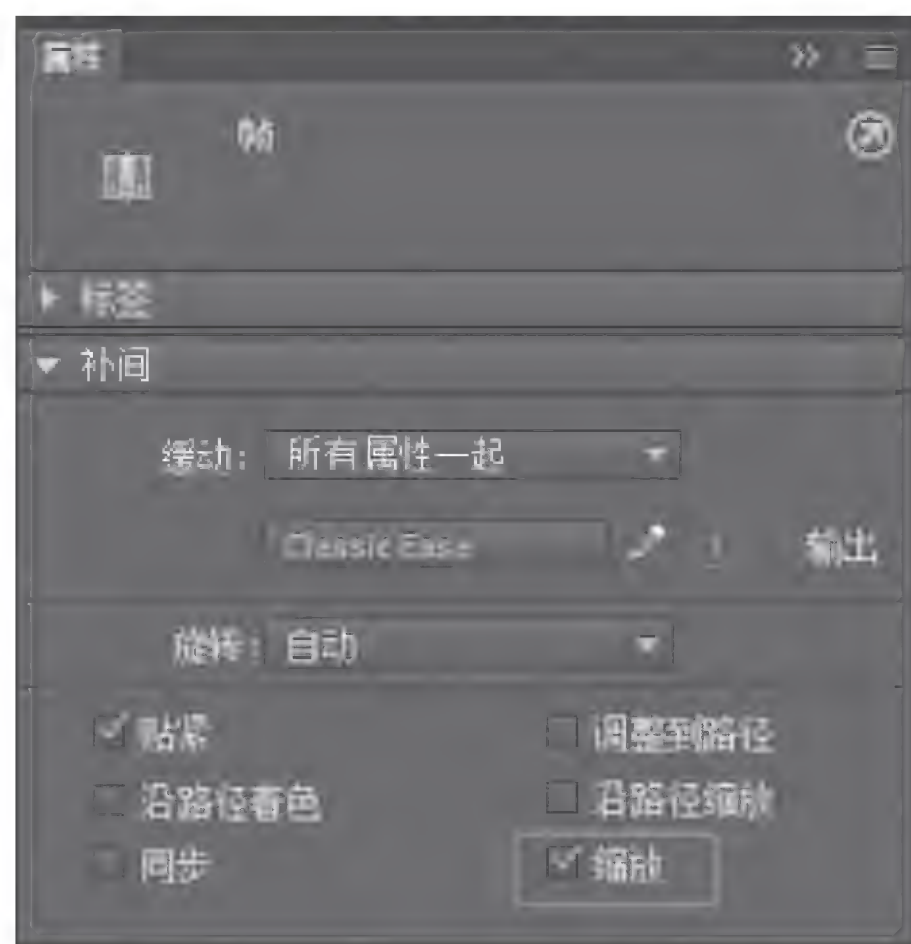 属性
帧
标签
补间
缓动: 所有属性一起
Classic Ease : 输出
旋转: 自动
贴紧 调整到路径
沿路径着色 沿路径缩放
同步 缩放